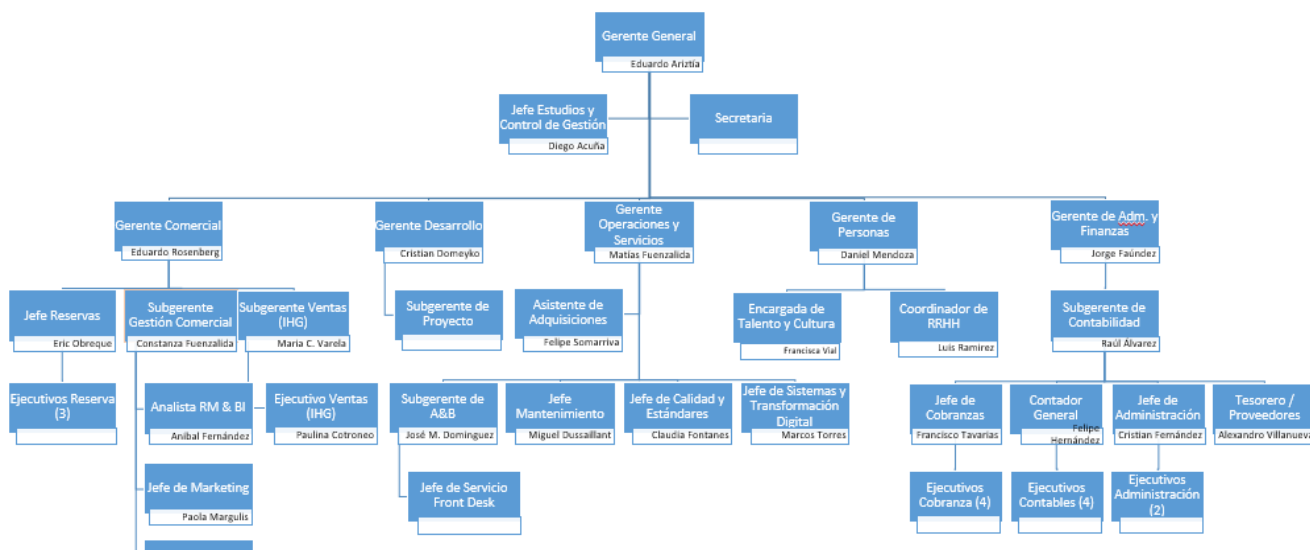 Gerente General
Eduardo Ariztía
Jefe Estudios y
Control de Gestión
Diego Acuña
Secretaria
Gerente Comercial
Eduardo Rosenberg
Gerente Desarrollo
Cristian Domeyko
Gerente
Operaciones y
Servicios
Matías Fuenzalida
Gerente de
Personas
Daniel Mendoza
Gerente de Adm. y
Finanzas
Jorge Faúndez
Jefe Reservas
Eric Obreque
Subgerente
Gestión Comercial
Constanza Fuenzalida
Subgerente Ventas
(IHG)
Maria C. Varela
Subgerente de
Proyecto
Asistente de
Adquisiciones
Felipe Somarriva
Encargada de
Talento y Cultura
Francisca Vial
Coordinador de
RRHH
Luis Ramirez
Subgerente de
Contabilidad
Raúl Álvarez
Ejecutivos Reserva
(3)
Analista RM & BI
Anibal Fernández
Ejecutivo Ventas
(IHG)
Paulina Cotroneo
Subgerente de
A&B
José M. Dominguez
Jefe
Mantenimiento
Miguel Dussaillant
Jefe de Calidad y
Estándares
Claudia Fontanes
Jefe de Sistemas y
Transformación
Digital
Marcos Torres
Jefe de
Cobranzas
Francisco Tavarias
Contador
General
Felipe
Hernández
Jefe de
Administración
Cristian Fernández
Tesorero /
Proveedores
Alexandro Villanueva
Jefe de Marketing
Paola Margulis
Jefe de Servicio
Front Desk
Ejecutivos
Cobranza (4)
Ejecutivos
Contables (4)
Ejecutivos
Administración
(2)